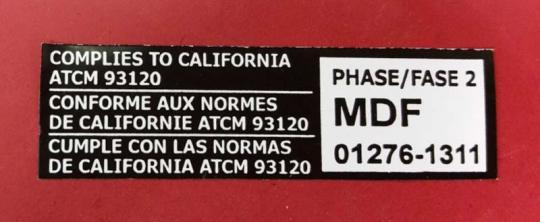 COMPLIES TO CALIFORNIA
ATCM 93120
CONFORME AUX NORMES
DE CALIFORNIE ATCM 93120
CUMPLE CON LAS NORMAS
DE CALIFORNIA ATCM 93120
PHASE/FASE 2
MDF
01276-1311